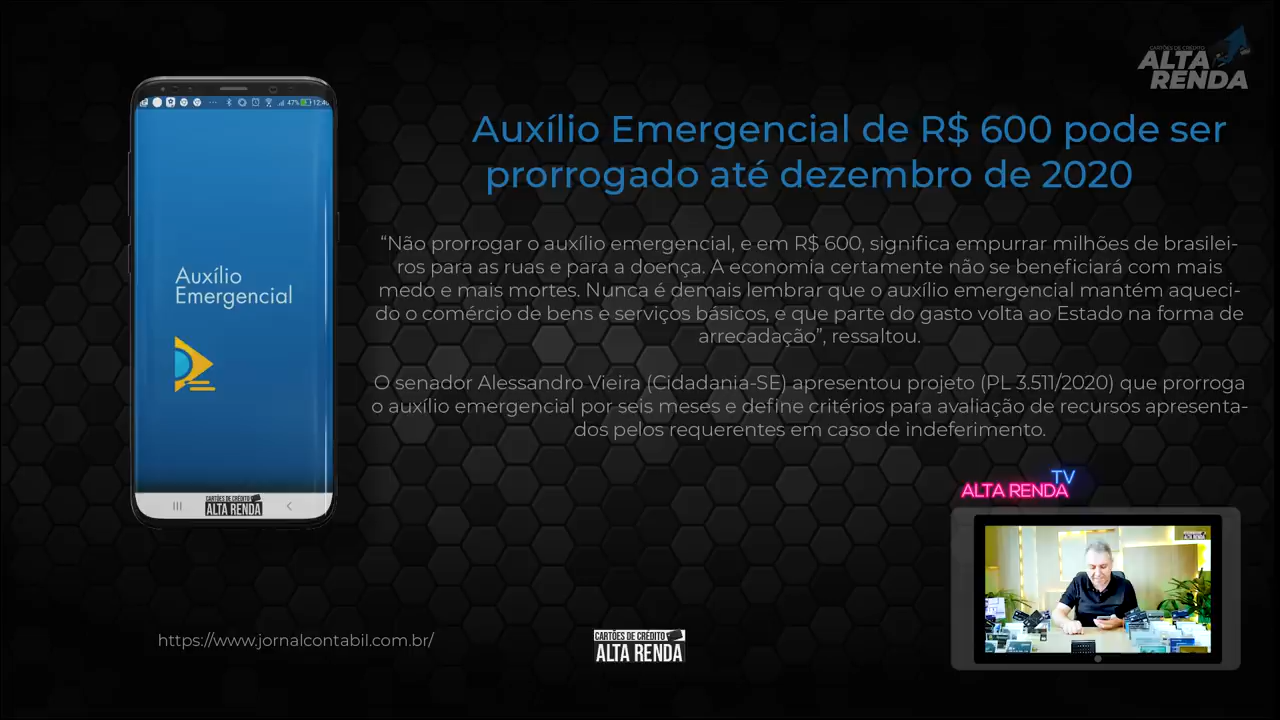 CARTÕES DE CRÉDITO
ALTA
RENDA
47% 12:40
Auxílio Emergencial de R$ 600 pode ser
prorrogado até dezembro de 2020
“Não prorrogar o auxílio emergencial, e em R$ 600, significa empurrar milhões de brasilei-
ros para as ruas e para a doença. A economia certamente não se beneficiará com mais
medo e mais mortes. Nunca é demais lembrar que o auxílio emergencial mantém aqueci-
do o comércio de bens e serviços básicos, e que parte do gasto volta ao Estado na forma de
arrecadação”, ressaltou.
O senador Alessandro Vieira (Cidadania-SE) apresentou projeto (PL 3.511/2020) que prorroga
o auxílio emergencial por seis meses e define critérios para avaliação de recursos apresenta-
dos pelos requerentes em caso de indeferimento.
Auxílio
Emergencial
CARTÕES DE CRÉDITO
ALTA RENDA
TV
ALTA RENDA
ALTA RENDA
https://www.jornalcontabil.com.br/
CARTÕES DE CRÉDITO
ALTA RENDA